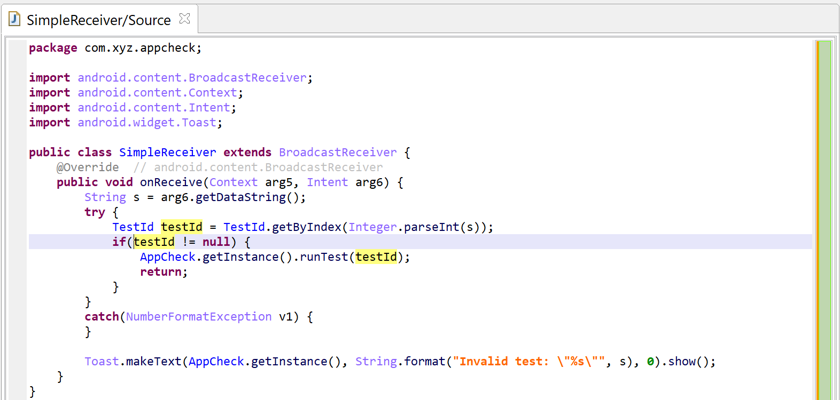 SimpleReceiver/Source
package com.xyz.appcheck;
import android.content.BroadcastReceiver;
import android.content.Context;
import android.content.Intent;
import android.widget.Toast;
public class SimpleReceiver extends BroadcastReceiver {
@Override  // android.content.BroadcastReceiver
public void onReceive(Context arg5, Intent arg6) {
String s = arg6.getDataString();
try {
TestId testId = TestId.getByIndex(Integer.parseInt(s));
if(testId != null) {
AppCheck.getInstance().runTest(testId);
return;
}
}
catch(NumberFormatException v1) {
}
Toast.makeText(AppCheck.getInstance(), String.format("Invalid test: \"%s\"", s), 0).show();
}
}